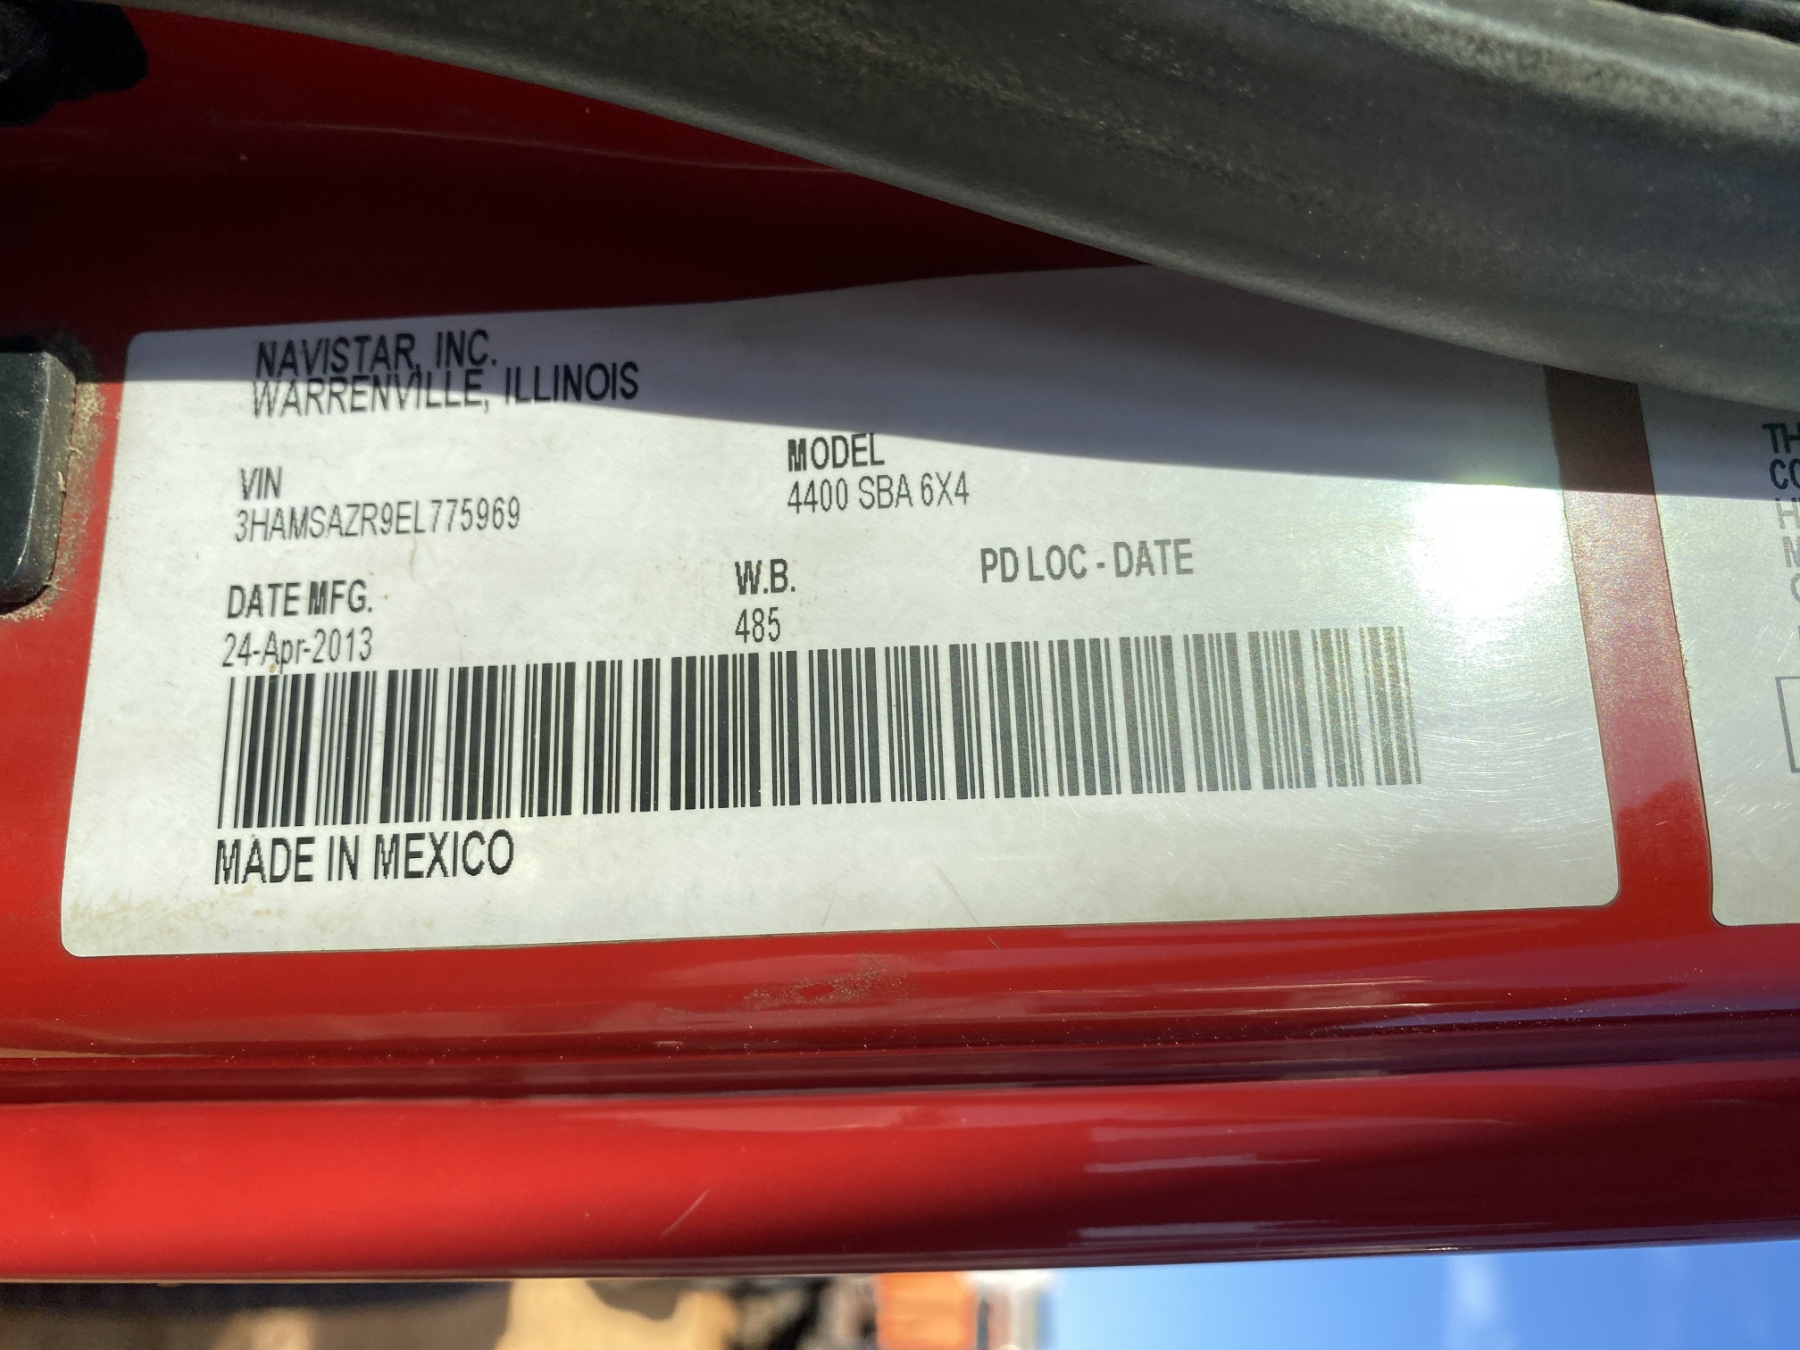 NAVISTAR, INC.
WARRENVILLE, ILLINOIS
VIN
3HAMSAZR9EL775969
MODEL
4400 SBA 6X4
DATE MFG.
24-Apr-2013
W.B.
485
PD LOC - DATE
MADE IN MEXICO